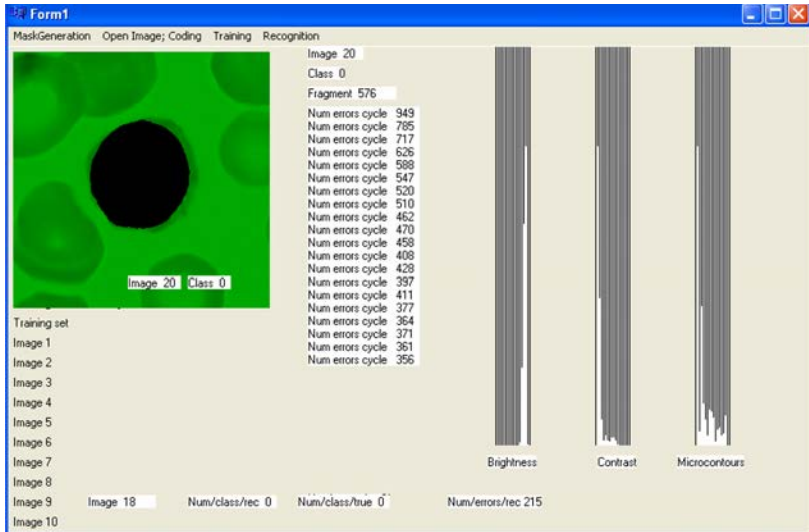 Form1
MaskGeneration Open Image; Coding Training Recognition
Image 20
Class 0
Fragment 576
Num errors cycle 949
Num errors cycle 785
Num errors cycle 717
Num errors cycle 626
Num errors cycle 588
Num errors cycle 547
Num errors cycle 520
Num errors cycle 510
Num errors cycle 462
Num errors cycle 470
Num errors cycle 458
Num errors cycle 408
Num errors cycle 428
Num errors cycle 397
Num errors cycle 411
Num errors cycle 377
Num errors cycle 364
Num errors cycle 371
Num errors cycle 361
Num errors cycle 356
Image 20 Class 0
Training set
Image 1
Image 2
Image 3
Image 4
Image 5
Image 6
Image 7
Image 8
Image 9
Image 10
Brightness Contrast Microcontours
Image 18 Num/class/rec 0 Num/class/true 0 Num/errors/rec 215